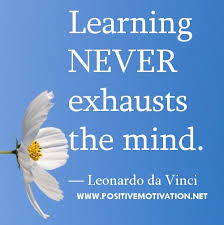 Learning
NEVER
exhausts
the mind.
— Leonardo da Vinci
WWW.POSITIVEMOTIVATION.NET